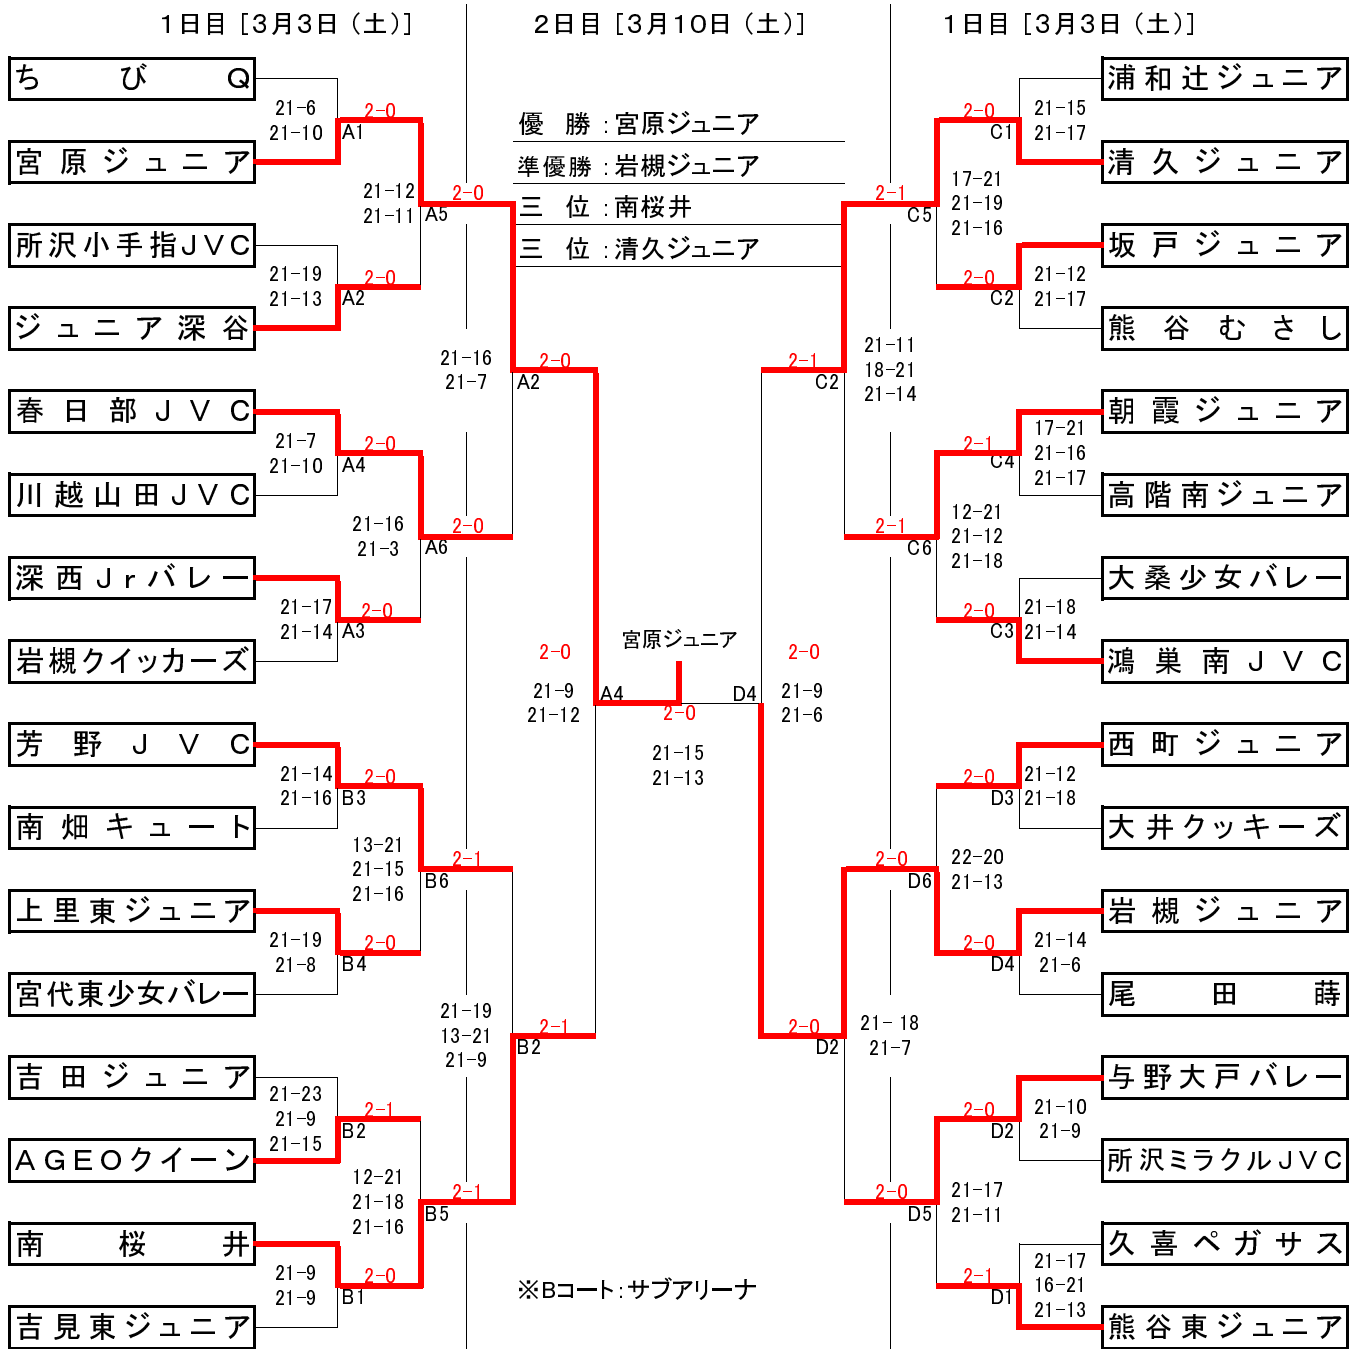 1日目 [3月3日（土）]
2日目 [3月10日（土）]
1日目 [3月3日（土）]
ちびQ
21-6
21-10
2-0
A1
宮原ジュニア
21-12
21-11
2-0
A5
所沢小手指JVC
21-19
21-13
2-0
A2
ジュニア深谷
21-16
21-7
2-0
A2
春日部JVC
21-7
21-10
2-0
A4
川越山田JVC
21-16
21-3
2-0
A6
深西Jrバレー
21-17
21-14
2-0
A3
岩槻クイッカーズ
2-0
21-9
21-12
A4
芳野JVC
21-14
21-16
2-0
B3
南畑キュート
13-21
21-15
21-16
2-1
B6
上里東ジュニア
21-19
21-8
2-0
B4
宮代東少女バレー
21-19
13-21
21-9
2-1
B2
吉田ジュニア
21-23
21-9
21-15
2-1
B2
AGEOクイーン
12-21
21-18
21-16
2-1
B5
南桜井
21-9
21-9
2-0
B1
吉見東ジュニア
優勝：宮原ジュニア
準優勝：岩槻ジュニア
三位：南桜井
三位：清久ジュニア
宮原ジュニア
2-0
21-15
21-13
※Bコート：サブアリーナ
浦和辻ジュニア
2-0
C1
21-15
21-17
清久ジュニア
2-1
C5
17-21
21-19
21-16
坂戸ジュニア
2-0
C2
21-12
21-17
熊谷むさし
2-1
C2
21-11
18-21
21-14
朝霞ジュニア
2-1
C4
17-21
21-16
21-17
高階南ジュニア
2-1
C6
12-21
21-12
21-18
大桑少女バレー
2-0
C3
21-18
21-14
鴻巣南JVC
2-0
D4
21-9
21-6
西町ジュニア
2-0
D3
21-12
21-18
大井クッキーズ
2-0
D6
22-20
21-13
岩槻ジュニア
2-0
D4
21-14
21-6
尾田蒔
2-0
D2
21- 18
21-7
与野大戸バレー
2-0
D2
21-10
21-9
所沢ミラクルJVC
2-0
D5
21-17
21-11
久喜ペガサス
2-1
D1
21-17
16-21
21-13
熊谷東ジュニア